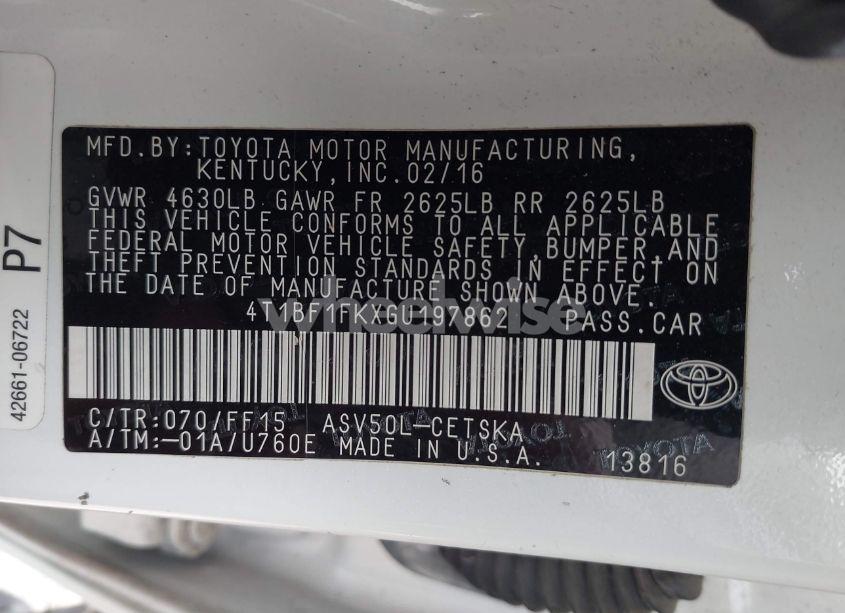 MFD.BY:TOYOTA MOTOR MANUFACTURING,
KENTUCKY,INC.02/16
GVWR 4630LB GAWR FR 2625LB RR 2625LB
THIS VEHICLE CONFORMS TO ALL APPLICABLE
FEDERAL MOTOR VEHICLE SAFETY,BUMPER,AND
THEFT PREVENTION STANDARDS IN EFFECT ON
THE DATE OF MANUFACTURE SHOWN ABOVE.
4T1BF1FKXGU197862 PASS.CAR
wheelwise
C/TR:070/FF15 ASV50L-CETSKA
A/TM:-01A/U760E MADE IN U.S.A. 13816
TOYOTA
42661-06722 P7